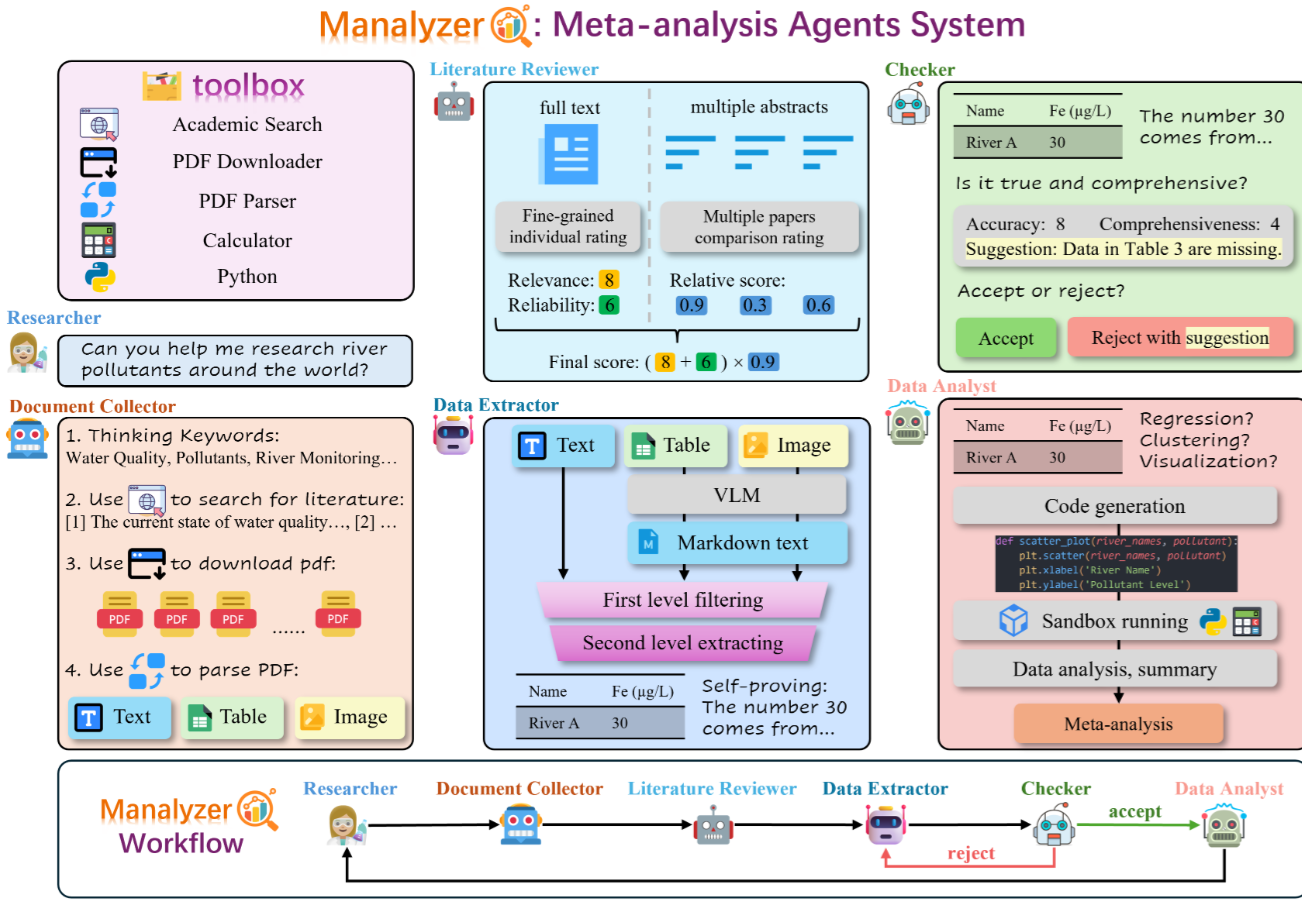 Manalyzer : Meta-analysis Agents System
toolbox
Academic Search
PDF Downloader
PDF Parser
Calculator
Python
Researcher
Can you help me research river
pollutants around the world?
Document Collector
1. Thinking Keywords:
Water Quality, Pollutants, River Monitoring…
2. Use to search for literature:
[1] The current state of water quality…, [2] …
3. Use to download pdf:
PDF PDF PDF ...... PDF
4. Use to parse PDF:
T Text Table Image
Literature Reviewer
full text multiple abstracts
Fine-grained
individual rating
Multiple papers
comparison rating
Relevance: 8
Reliability: 6
Relative score:
0.9 0.3 0.6
Final score: ( 8 + 6 ) × 0.9
Data Extractor
T Text Table Image
VLM
M Markdown text
First level filtering
Second level extracting
Name Fe (μg/L)
River A 30
Self-proving:
The number 30
comes from…
Checker
Name Fe (μg/L)
River A 30
The number 30
comes from…
Is it true and comprehensive?
Accuracy: 8 Comprehensiveness: 4
Suggestion: Data in Table 3 are missing.
Accept or reject?
Accept Reject with suggestion
Data Analyst
Name Fe (μg/L)
River A 30
Regression?
Clustering?
Visualization?
Code generation
def scatter_plot(river_names, pollutant):
plt.scatter(river_names, pollutant)
plt.xlabel('River Name')
plt.ylabel('Pollutant Level')
Sandbox running
Data analysis, summary
Meta-analysis
Manalyzer
Workflow
Researcher Document Collector Literature Reviewer Data Extractor Checker Data Analyst
accept
reject